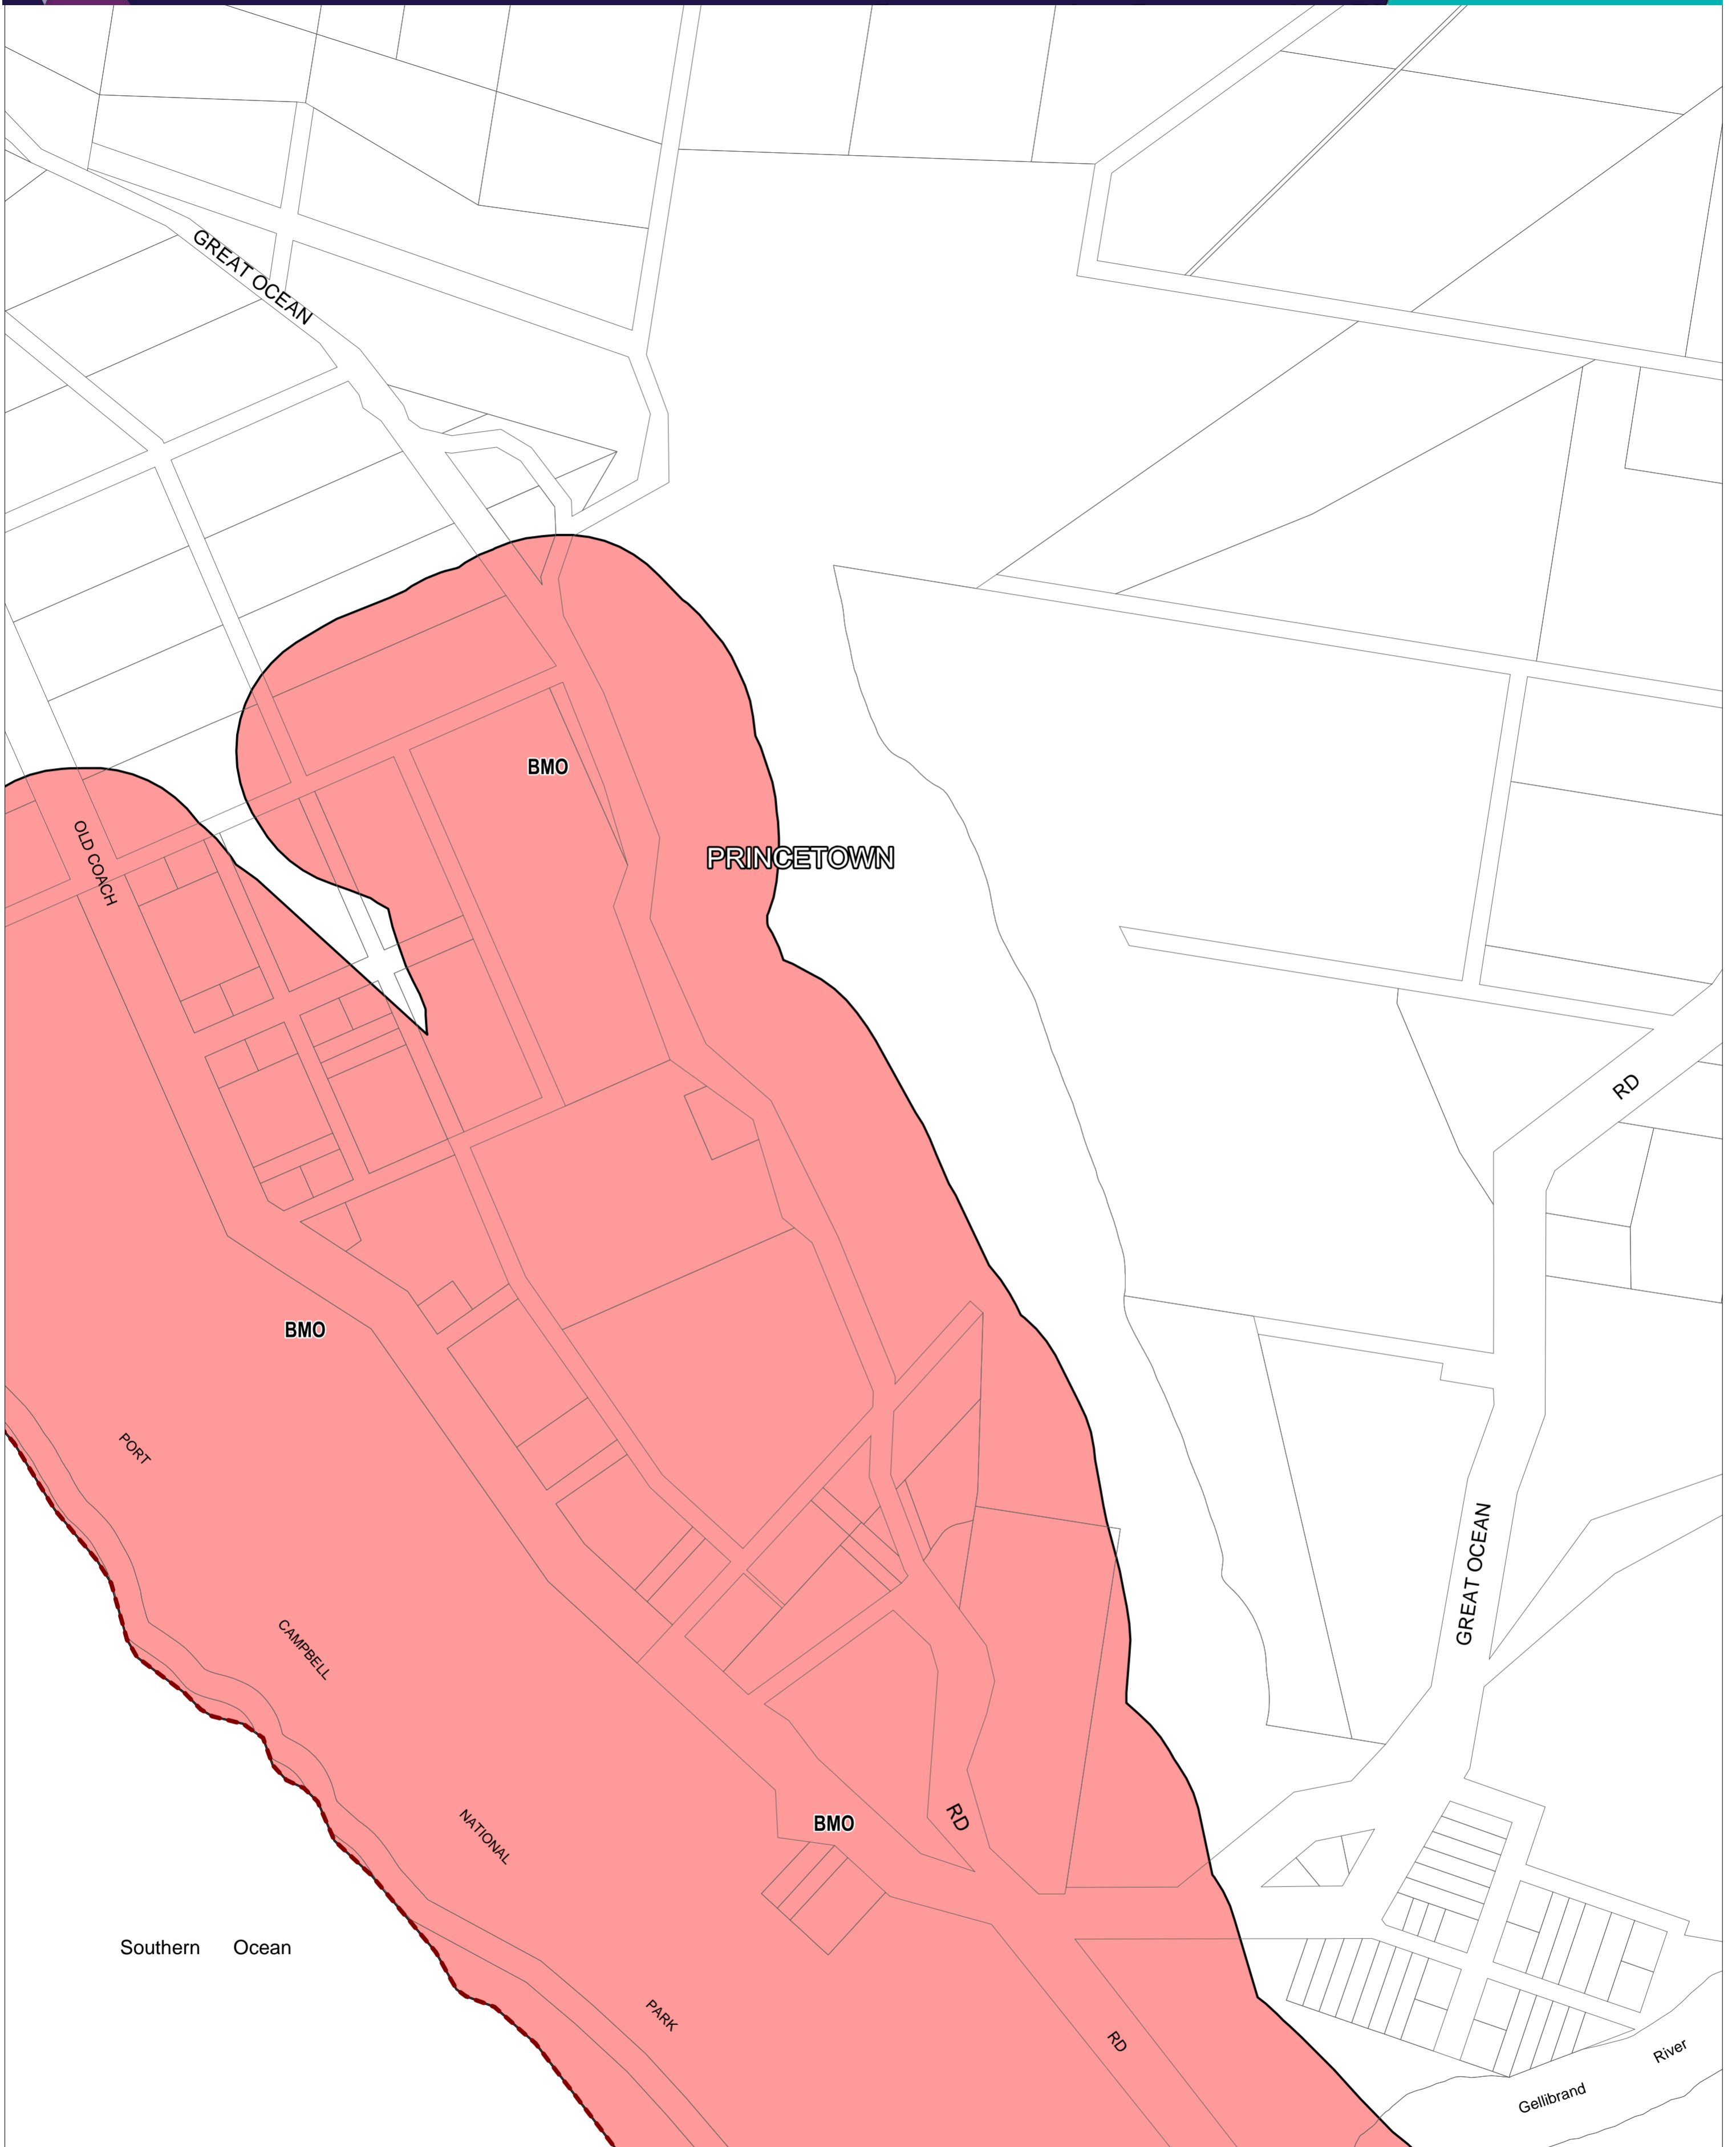 GREAT OCEAN
BMO
PRINCETOWN
OLD COACH
RD
BMO
PORT
GREAT OCEAN
CAMPBELL
NATIONAL
RD
BMO
Southern Ocean
PARK
RD
River
Gellibrand